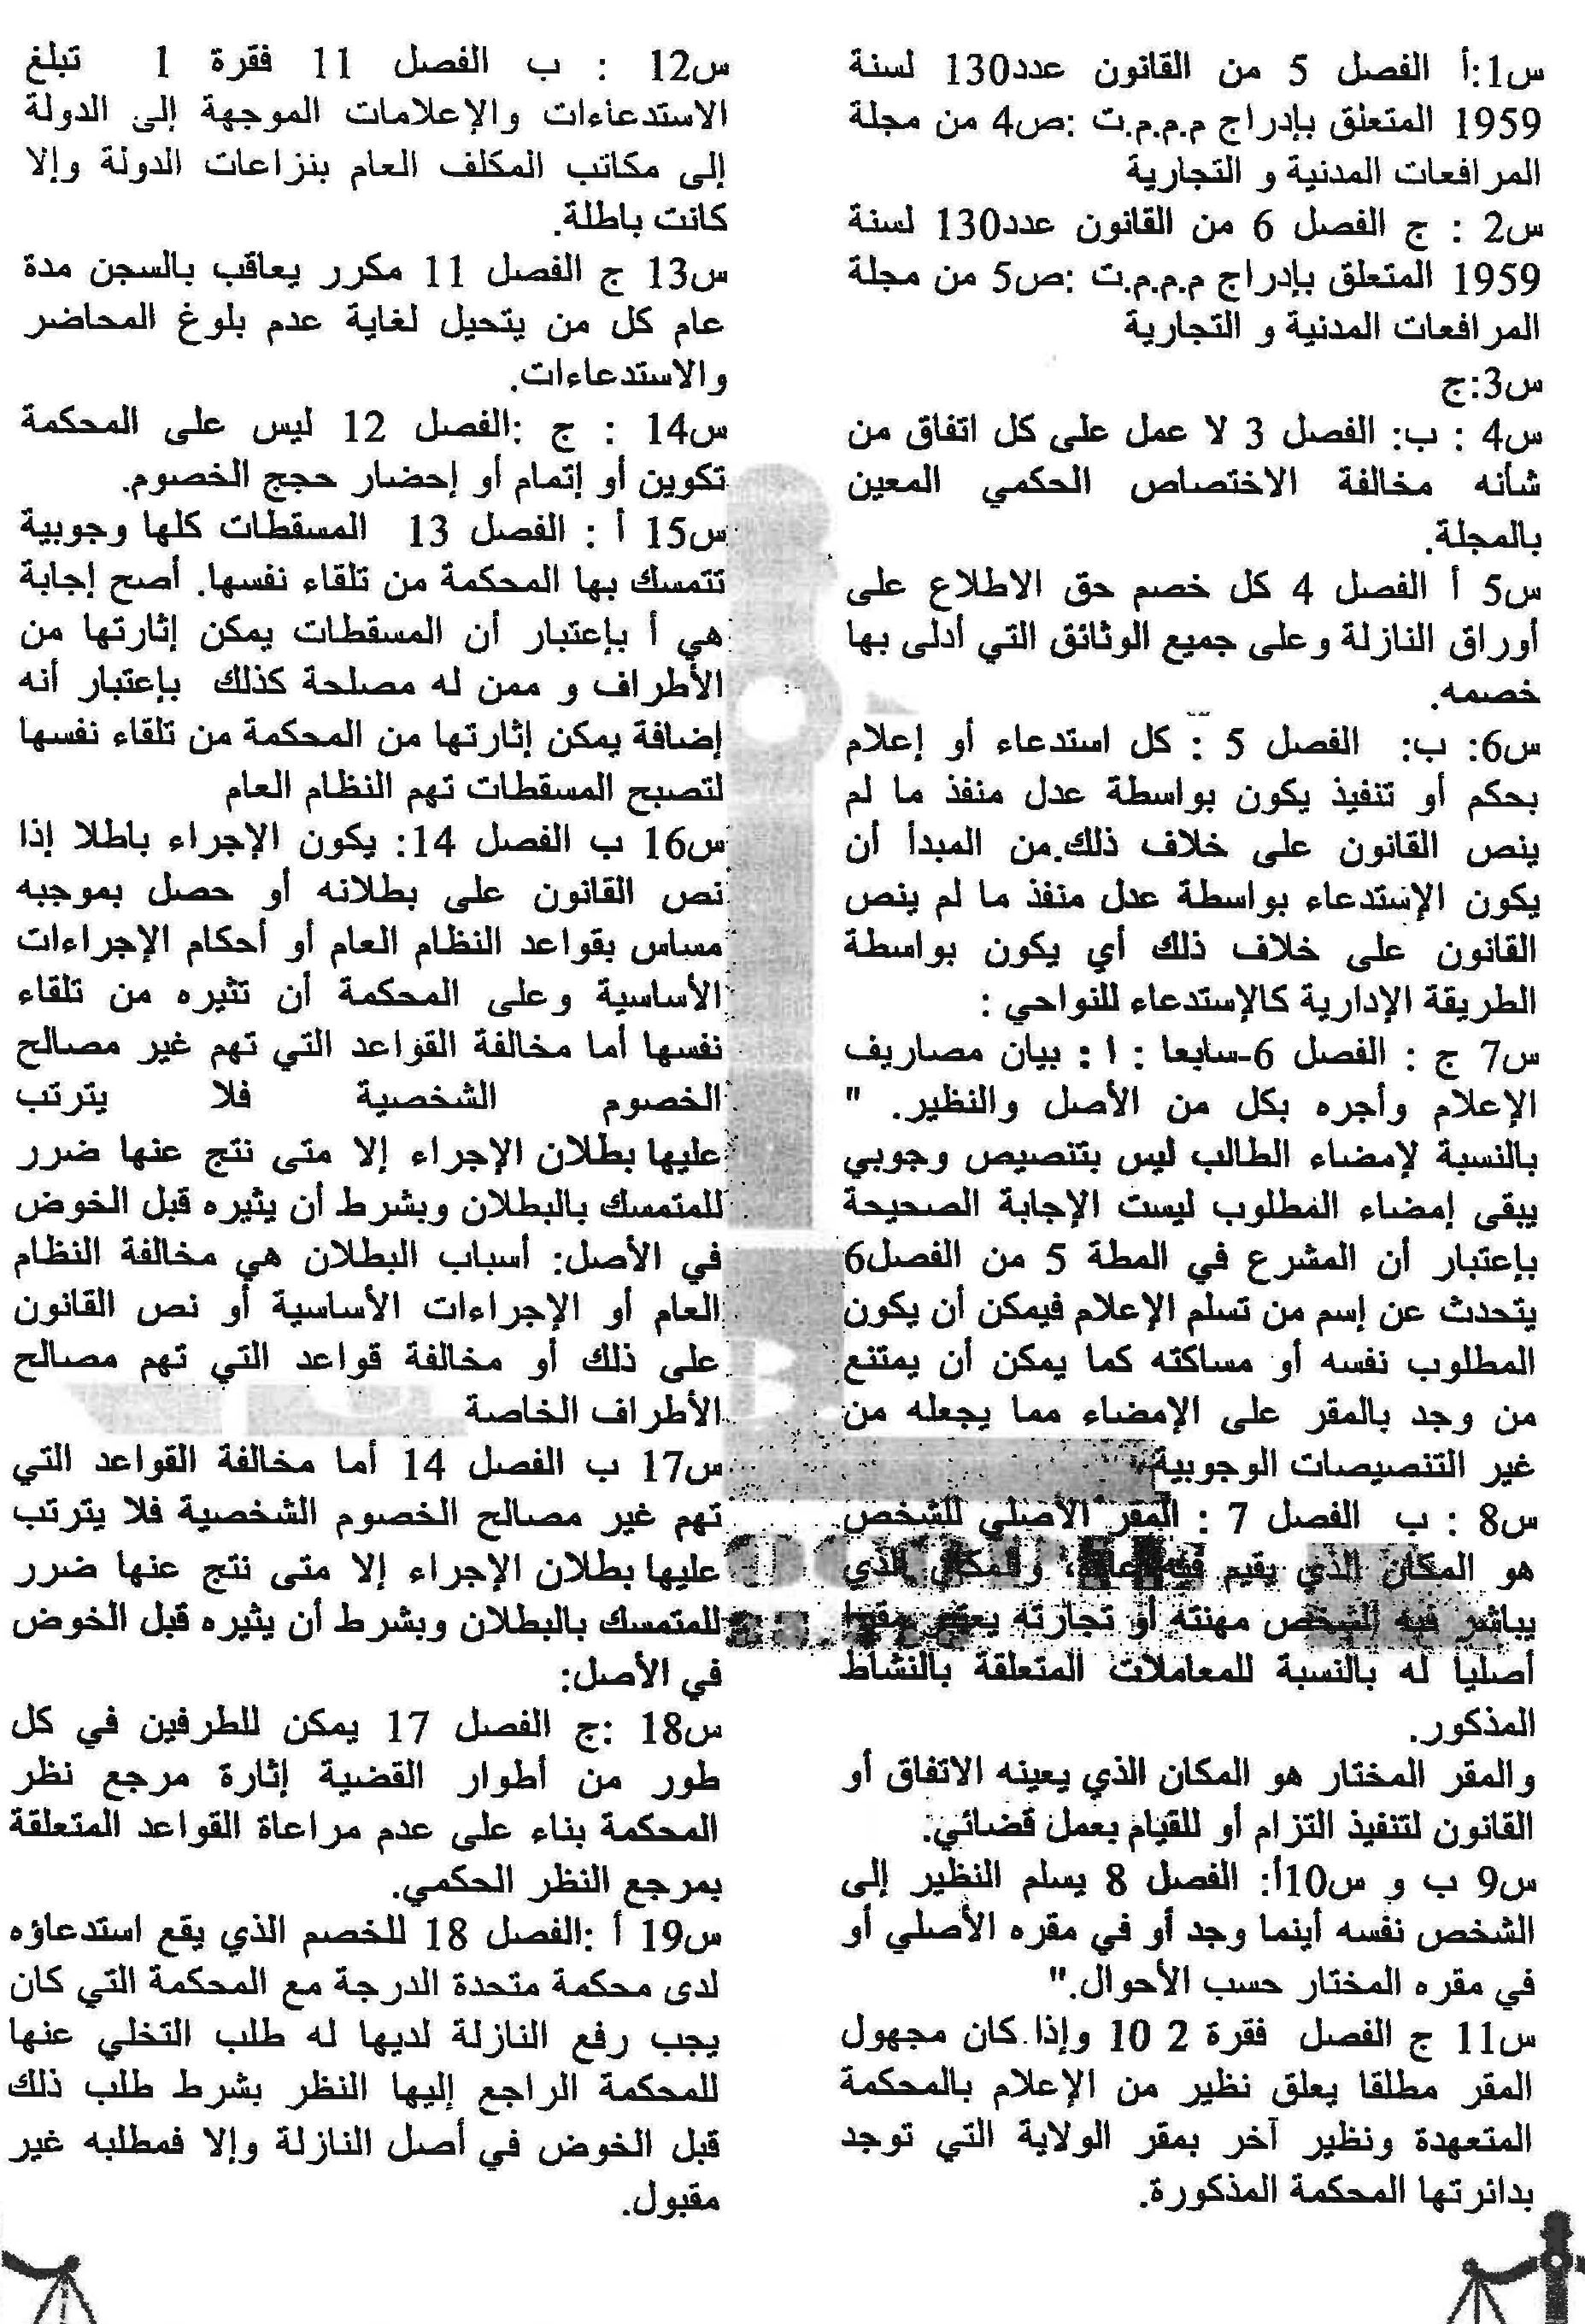 س1:أ الفصل 5 من القانون عدد130 لسنة
1959 المتعلق بإدراج م.م.م.ت :ص4 من مجلة
المرافعات المدنية و التجارية
س2 : ج الفصل 6 من القانون عدد130 لسنة
1959 المتعلق بإدراج م.م.م.ت :ص5 من مجلة
المرافعات المدنية و التجارية
س3:ج
س4 : ب: الفصل 3 لا عمل على كل اتفاق من
شأنه مخالفة الاختصاص الحكمي المعين
بالمجلة.
س5 أ الفصل 4 كل خصم حق الاطلاع على
أوراق النازلة وعلى جميع الوثائق التي أدلى بها
خصمه.
س6: ب: الفصل 5 : كل استدعاء أو إعلام
بحكم أو تنفيذ يكون بواسطة عدل منفذ ما لم
ينص القانون على خلاف ذلك.من المبدأ أن
يكون الإستدعاء بواسطة عدل منفذ ما لم ينص
القانون على خلاف ذلك أي يكون بواسطة
الطريقة الإدارية كالإستدعاء للنواحي :
س7 ج : الفصل 6-سابعا : ا : بيان مصاريف
الإعلام وأجره بكل من الأصل والنظير. "
بالنسبة لإمضاء الطالب ليس بتنصيص وجوبي
يبقى إمضاء المطلوب ليست الإجابة الصحيحة
بإعتبار أن المشرع في المطة 5 من الفصل6
يتحدث عن إسم من تسلم الإعلام فيمكن أن يكون
المطلوب نفسه أو مساكنه كما يمكن أن يمتنع
من وجد بالمقر على الإمضاء مما يجعله من
غير التنصيصات الوجوبية
س8 : ب الفصل 7 : المقر الأصلي للشخص
هو المكان الذي يقيم فيه عادة، والمكان الذي
يباشر فيه الشخص مهنته أو تجارته يعتبر مقرا
أصليا له بالنسبة للمعاملات المتعلقة بالنشاط
المذكور.
والمقر المختار هو المكان الذي يعينه الاتفاق أو
القانون لتنفيذ التزام أو للقيام بعمل قضائي.
س9 ب و س10أ: الفصل 8 يسلم النظير إلى
الشخص نفسه أينما وجد أو في مقره الأصلي أو
في مقره المختار حسب الأحوال."
س11 ج الفصل فقرة 2 10 وإذا كان مجهول
المقر مطلقا يعلق نظير من الإعلام بالمحكمة
المتعهدة ونظير آخر بمقر الولاية التي توجد
بدائرتها المحكمة المذكورة.
س12 : ب الفصل 11 فقرة 1 تبلغ
الاستدعاءات والإعلامات الموجهة إلى الدولة
إلى مكاتب المكلف العام بنزاعات الدولة وإلا
كانت باطلة.
س13 ج الفصل 11 مكرر يعاقب بالسجن مدة
عام كل من يتحيل لغاية عدم بلوغ المحاضر
والاستدعاءات.
س14 : ج :الفصل 12 ليس على المحكمة
تكوين أو إتمام أو إحضار حجج الخصوم.
س15 أ : الفصل 13 المسقطات كلها وجوبية
تتمسك بها المحكمة من تلقاء نفسها. أصح إجابة
هي أ بإعتبار أن المسقطات يمكن إثارتها من
الأطراف و ممن له مصلحة كذلك بإعتبار أنه
إضافة يمكن إثارتها من المحكمة من تلقاء نفسها
لتصبح المسقطات تهم النظام العام
س16 ب الفصل 14: يكون الإجراء باطلا إذا
نص القانون على بطلانه أو حصل بموجبه
مساس بقواعد النظام العام أو أحكام الإجراءات
الأساسية وعلى المحكمة أن تثيره من تلقاء
نفسها أما مخالفة القواعد التي تهم غير مصالح
الخصوم الشخصية فلا يترتب
عليها بطلان الإجراء إلا متى نتج عنها ضرر
للمتمسك بالبطلان وبشرط أن يثيره قبل الخوض
في الأصل: أسباب البطلان هي مخالفة النظام
العام أو الإجراءات الأساسية أو نص القانون
على ذلك أو مخالفة قواعد التي تهم مصالح
الأطراف الخاصة
س17 ب الفصل 14 أما مخالفة القواعد التي
تهم غير مصالح الخصوم الشخصية فلا يترتب
عليها بطلان الإجراء إلا متى نتج عنها ضرر
للمتمسك بالبطلان وبشرط أن يثيره قبل الخوض
في الأصل:
س18 :ج الفصل 17 يمكن للطرفين في كل
طور من أطوار القضية إثارة مرجع نظر
المحكمة بناء على عدم مراعاة القواعد المتعلقة
بمرجع النظر الحكمي.
س19 أ :الفصل 18 للخصم الذي يقع استدعاؤه
لدى محكمة متحدة الدرجة مع المحكمة التي كان
يجب رفع النازلة لديها له طلب التخلي عنها
للمحكمة الراجع إليها النظر بشرط طلب ذلك
قبل الخوض في أصل النازلة وإلا فمطلبه غير
مقبول.